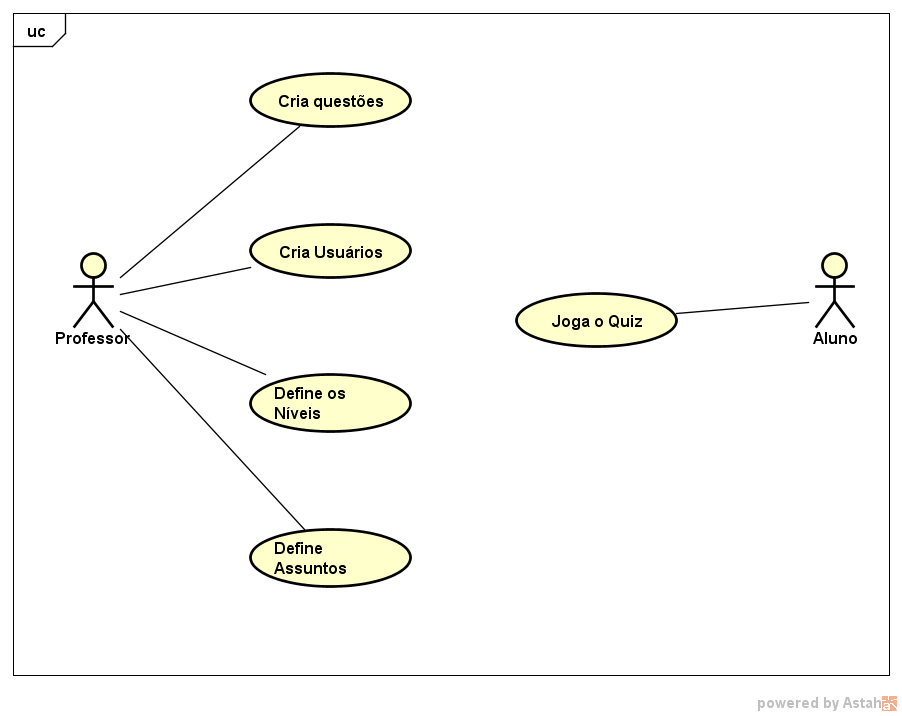 uc
Cria questões
Cria Usuários
Professor
Joga o Quiz
Aluno
Define os
Níveis
Define
Assuntos
powered by Astah